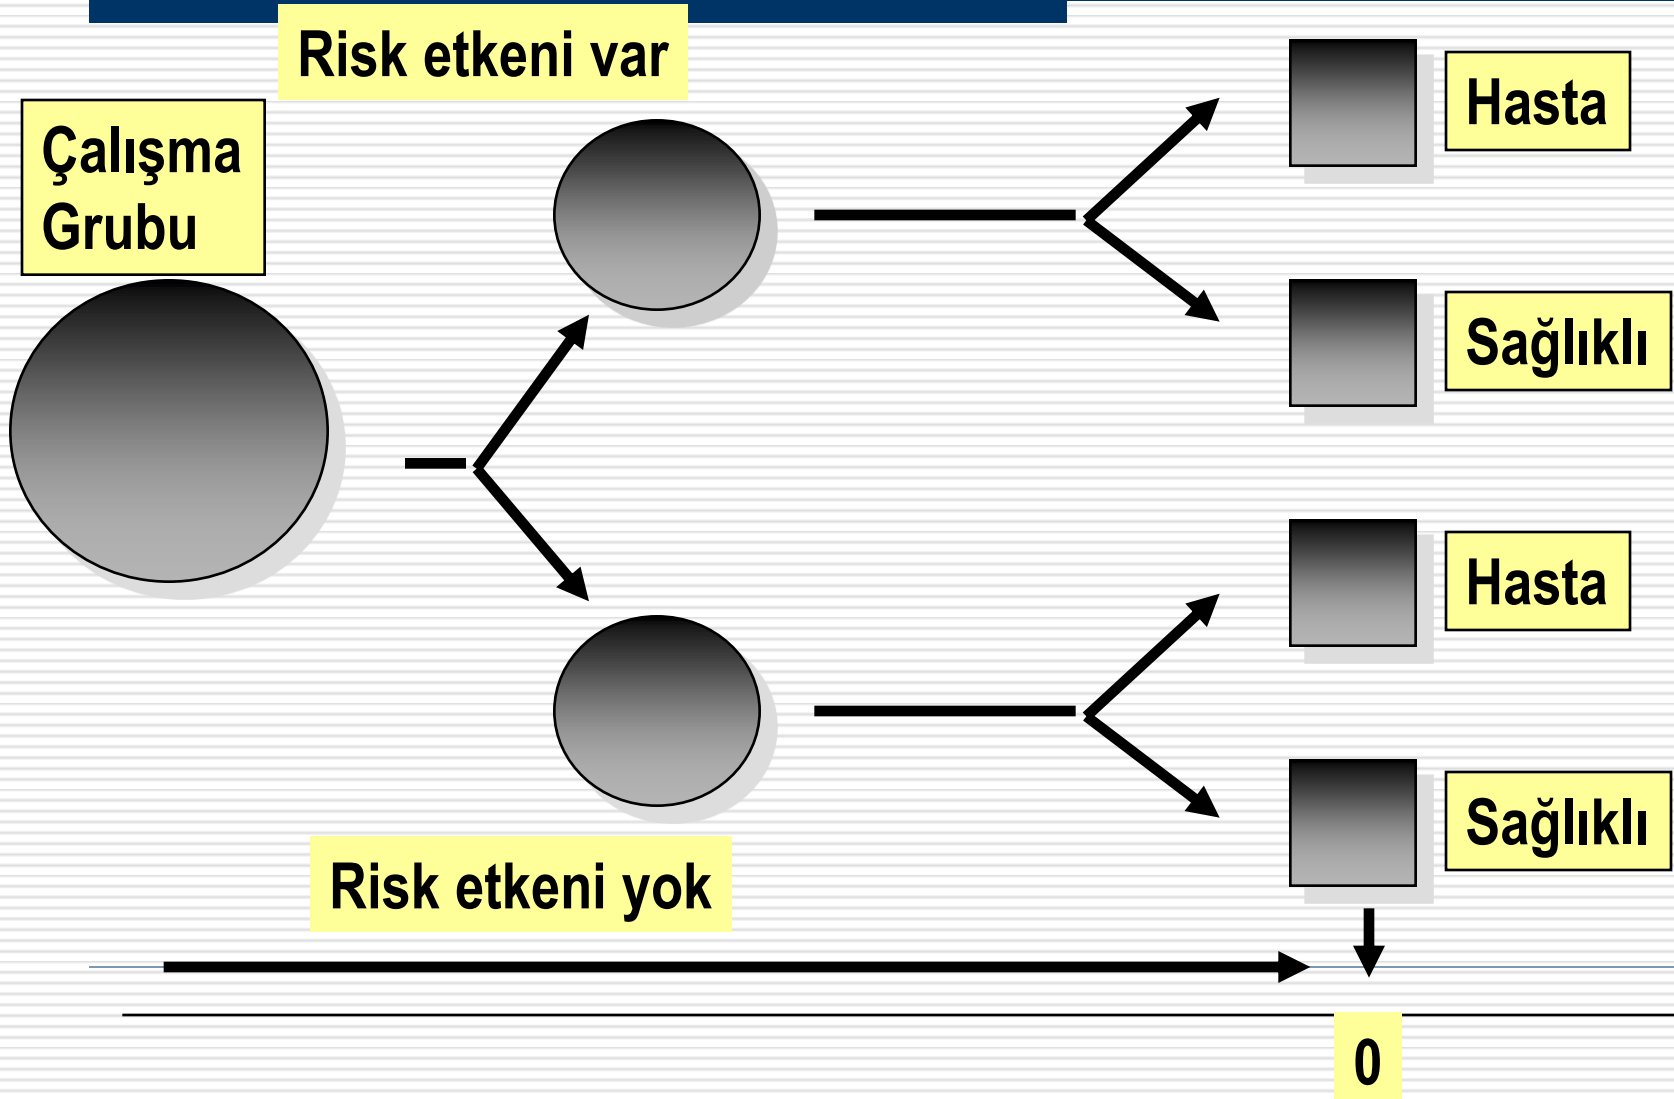 Risk etkeni var
Çalışma
Grubu
Hasta
Sağlıklı
Hasta
Sağlıklı
Risk etkeni yok
0